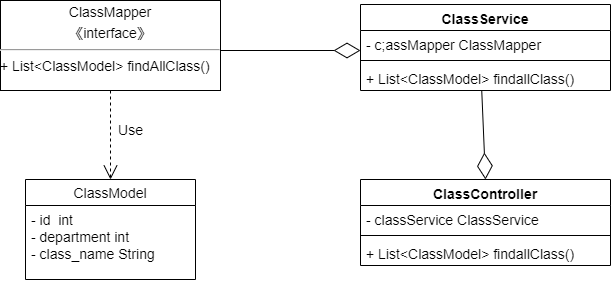 ClassMapper
《interface》
+ List<ClassModel> findAllClass()
ClassService
- c;assMapper ClassMapper
+ List<ClassModel> findallClass()
Use
ClassModel
- id int
- department int
- class_name String
ClassController
- classService ClassService
+ List<ClassModel> findallClass()